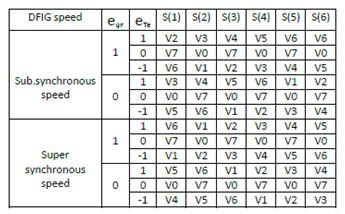 DFIG speed eψr eTe S(1) S(2) S(3) S(4) S(5) S(6)
Sub.synchronous speed
1 1 V2 V3 V4 V5 V6 V6
0 V7 V0 V7 V0 V7 V0
-1 V6 V1 V2 V3 V4 V5
0 1 V3 V4 V5 V6 V1 V2
0 V0 V7 V0 V7 V0 V7
-1 V5 V6 V1 V2 V3 V4
Super synchronous speed
1 1 V6 V1 V2 V3 V4 V5
0 V7 V0 V7 V0 V7 V0
-1 V1 V2 V3 V4 V5 V6
0 1 V5 V6 V1 V2 V3 V4
0 V0 V7 V0 V7 V0 V7
-1 V4 V5 V6 V1 V2 V3